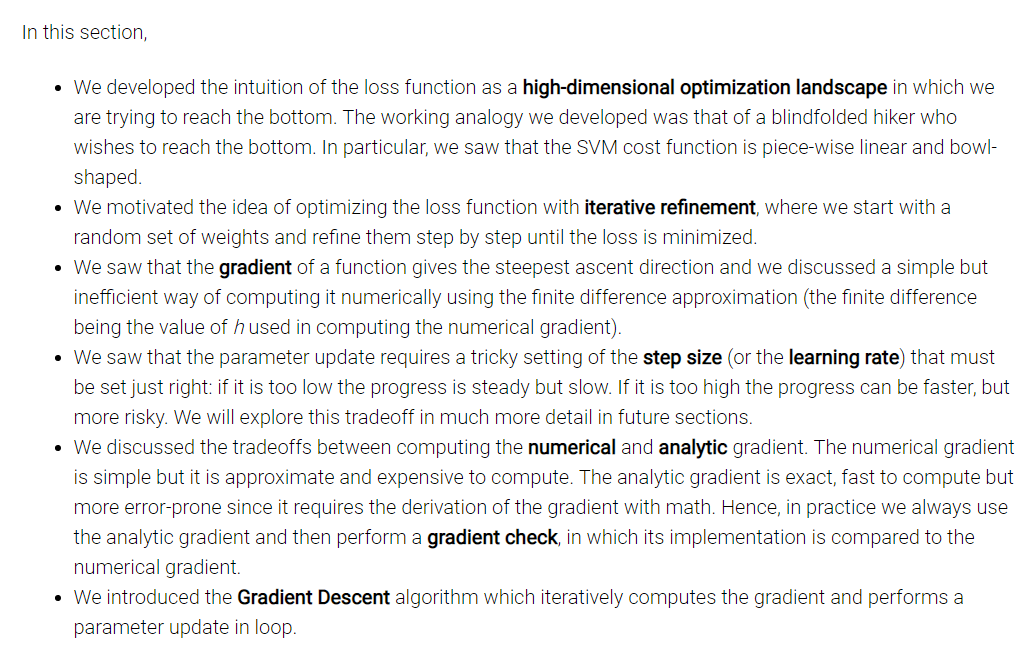 In this section,
• We developed the intuition of the loss function as a high-dimensional optimization landscape in which we
are trying to reach the bottom. The working analogy we developed was that of a blindfolded hiker who
wishes to reach the bottom. In particular, we saw that the SVM cost function is piece-wise linear and bowl-
shaped.
• We motivated the idea of optimizing the loss function with iterative refinement, where we start with a
random set of weights and refine them step by step until the loss is minimized.
• We saw that the gradient of a function gives the steepest ascent direction and we discussed a simple but
inefficient way of computing it numerically using the finite difference approximation (the finite difference
being the value of h used in computing the numerical gradient).
• We saw that the parameter update requires a tricky setting of the step size (or the learning rate) that must
be set just right: if it is too low the progress is steady but slow. If it is too high the progress can be faster, but
more risky. We will explore this tradeoff in much more detail in future sections.
• We discussed the tradeoffs between computing the numerical and analytic gradient. The numerical gradient
is simple but it is approximate and expensive to compute. The analytic gradient is exact, fast to compute but
more error-prone since it requires the derivation of the gradient with math. Hence, in practice we always use
the analytic gradient and then perform a gradient check, in which its implementation is compared to the
numerical gradient.
• We introduced the Gradient Descent algorithm which iteratively computes the gradient and performs a
parameter update in loop.